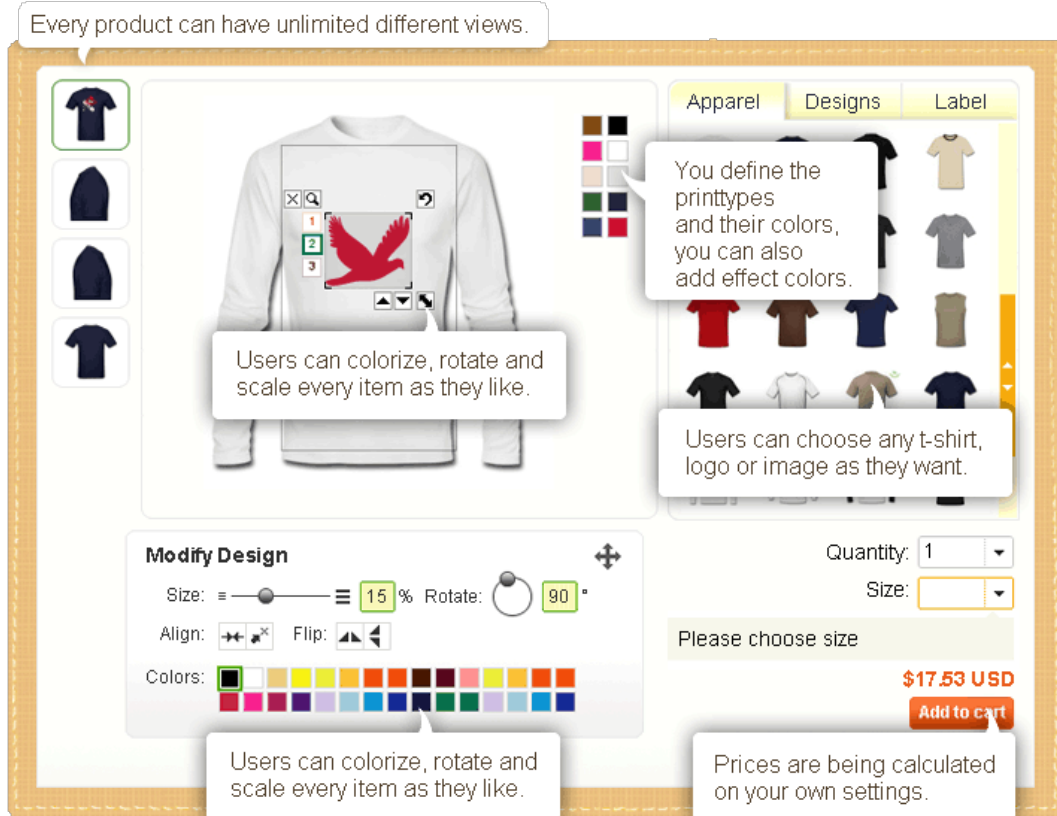 Every product can have unlimited different views.
Apparel
Designs
Label
You define the
printtypes
and their colors,
you can also
add effect colors.
1
2
3
Users can colorize, rotate and
scale every item as they like.
Users can choose any t-shirt,
logo or image as they want.
Modify Design
Size: 15 % Rotate: 90 °
Align: Flip:
Colors:
Quantity: 1
Size:
Please choose size
$17.53 USD
Add to cart
Users can colorize, rotate and
scale every item as they like.
Prices are being calculated
on your own settings.